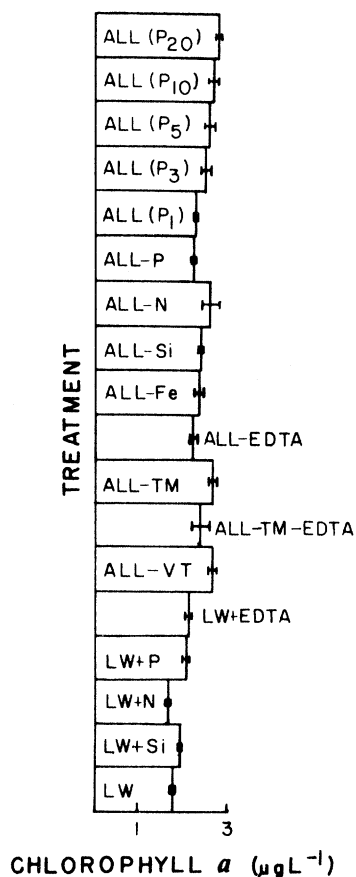 ALL (P20)
ALL (P10)
ALL (P5)
ALL (P3)
ALL (P1)
ALL-P
ALL-N
ALL-Si
ALL-Fe
ALL-EDTA
ALL-TM
ALL-TM-EDTA
ALL-VT
LW+EDTA
LW+P
LW+N
LW+Si
LW
TREATMENT
1 3
CHLOROPHYLL a (μgL⁻¹)